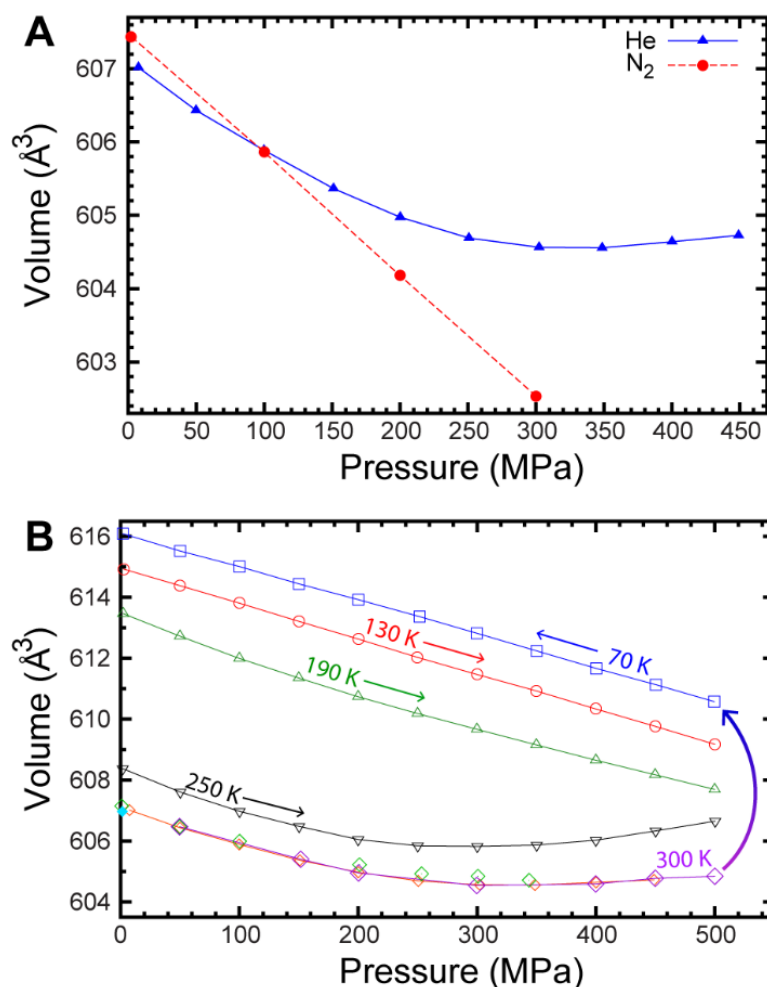 A
He
N₂
607
606
605
604
603
Volume (Å³)
0 50 100 150 200 250 300 350 400 450
Pressure (MPa)
B
616
614
612
610
608
606
604
Volume (Å³)
130 K
70 K
190 K
250 K
300 K
0 100 200 300 400 500
Pressure (MPa)